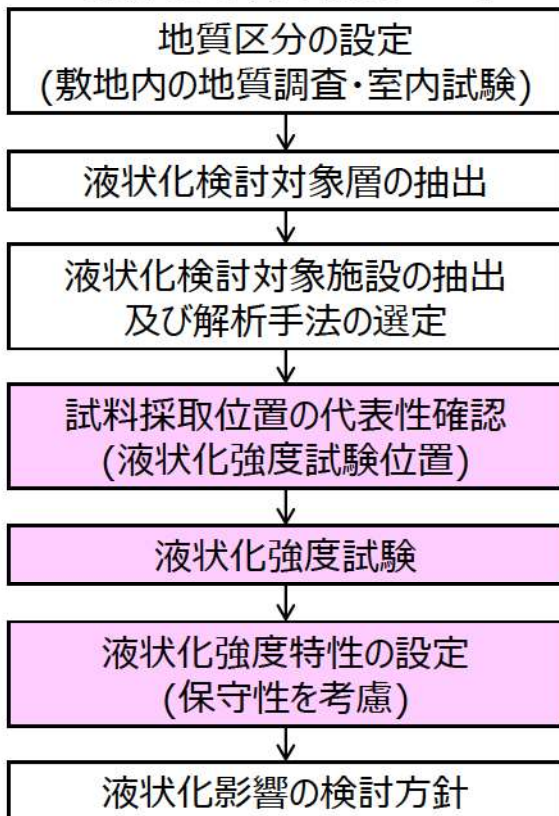 地質区分の設定
(敷地内の地質調査・室内試験)
液状化検討対象層の抽出
液状化検討対象施設の抽出
及び解析手法の選定
試料採取位置の代表性確認
(液状化強度試験位置)
液状化強度試験
液状化強度特性の設定
(保守性を考慮)
液状化影響の検討方針